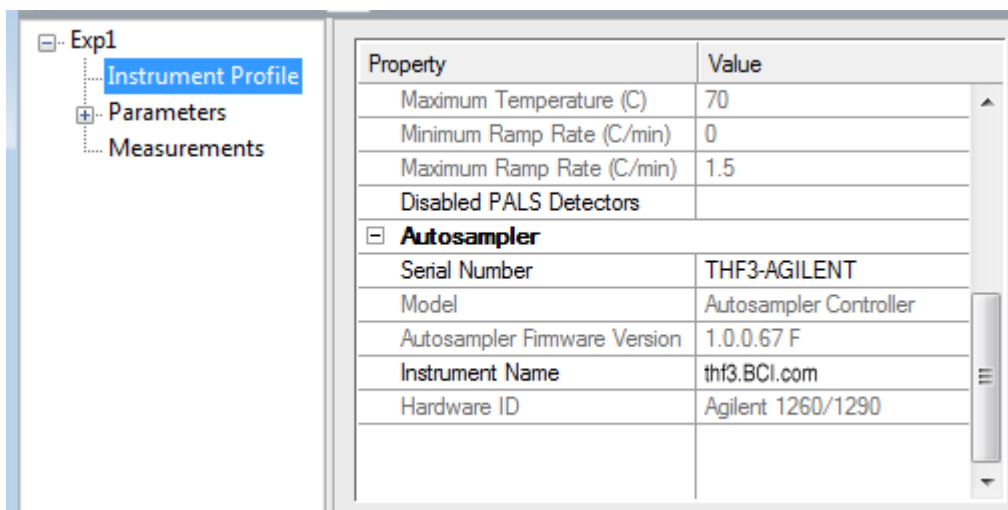 Exp1
Instrument Profile
Parameters
Measurements
Property Value
Maximum Temperature (C) 70
Minimum Ramp Rate (C/min) 0
Maximum Ramp Rate (C/min) 1.5
Disabled PALS Detectors
Autosampler
Serial Number THF3-AGILENT
Model Autosampler Controller
Autosampler Firmware Version 1.0.0.67 F
Instrument Name thf3.BCI.com
Hardware ID Agilent 1260/1290